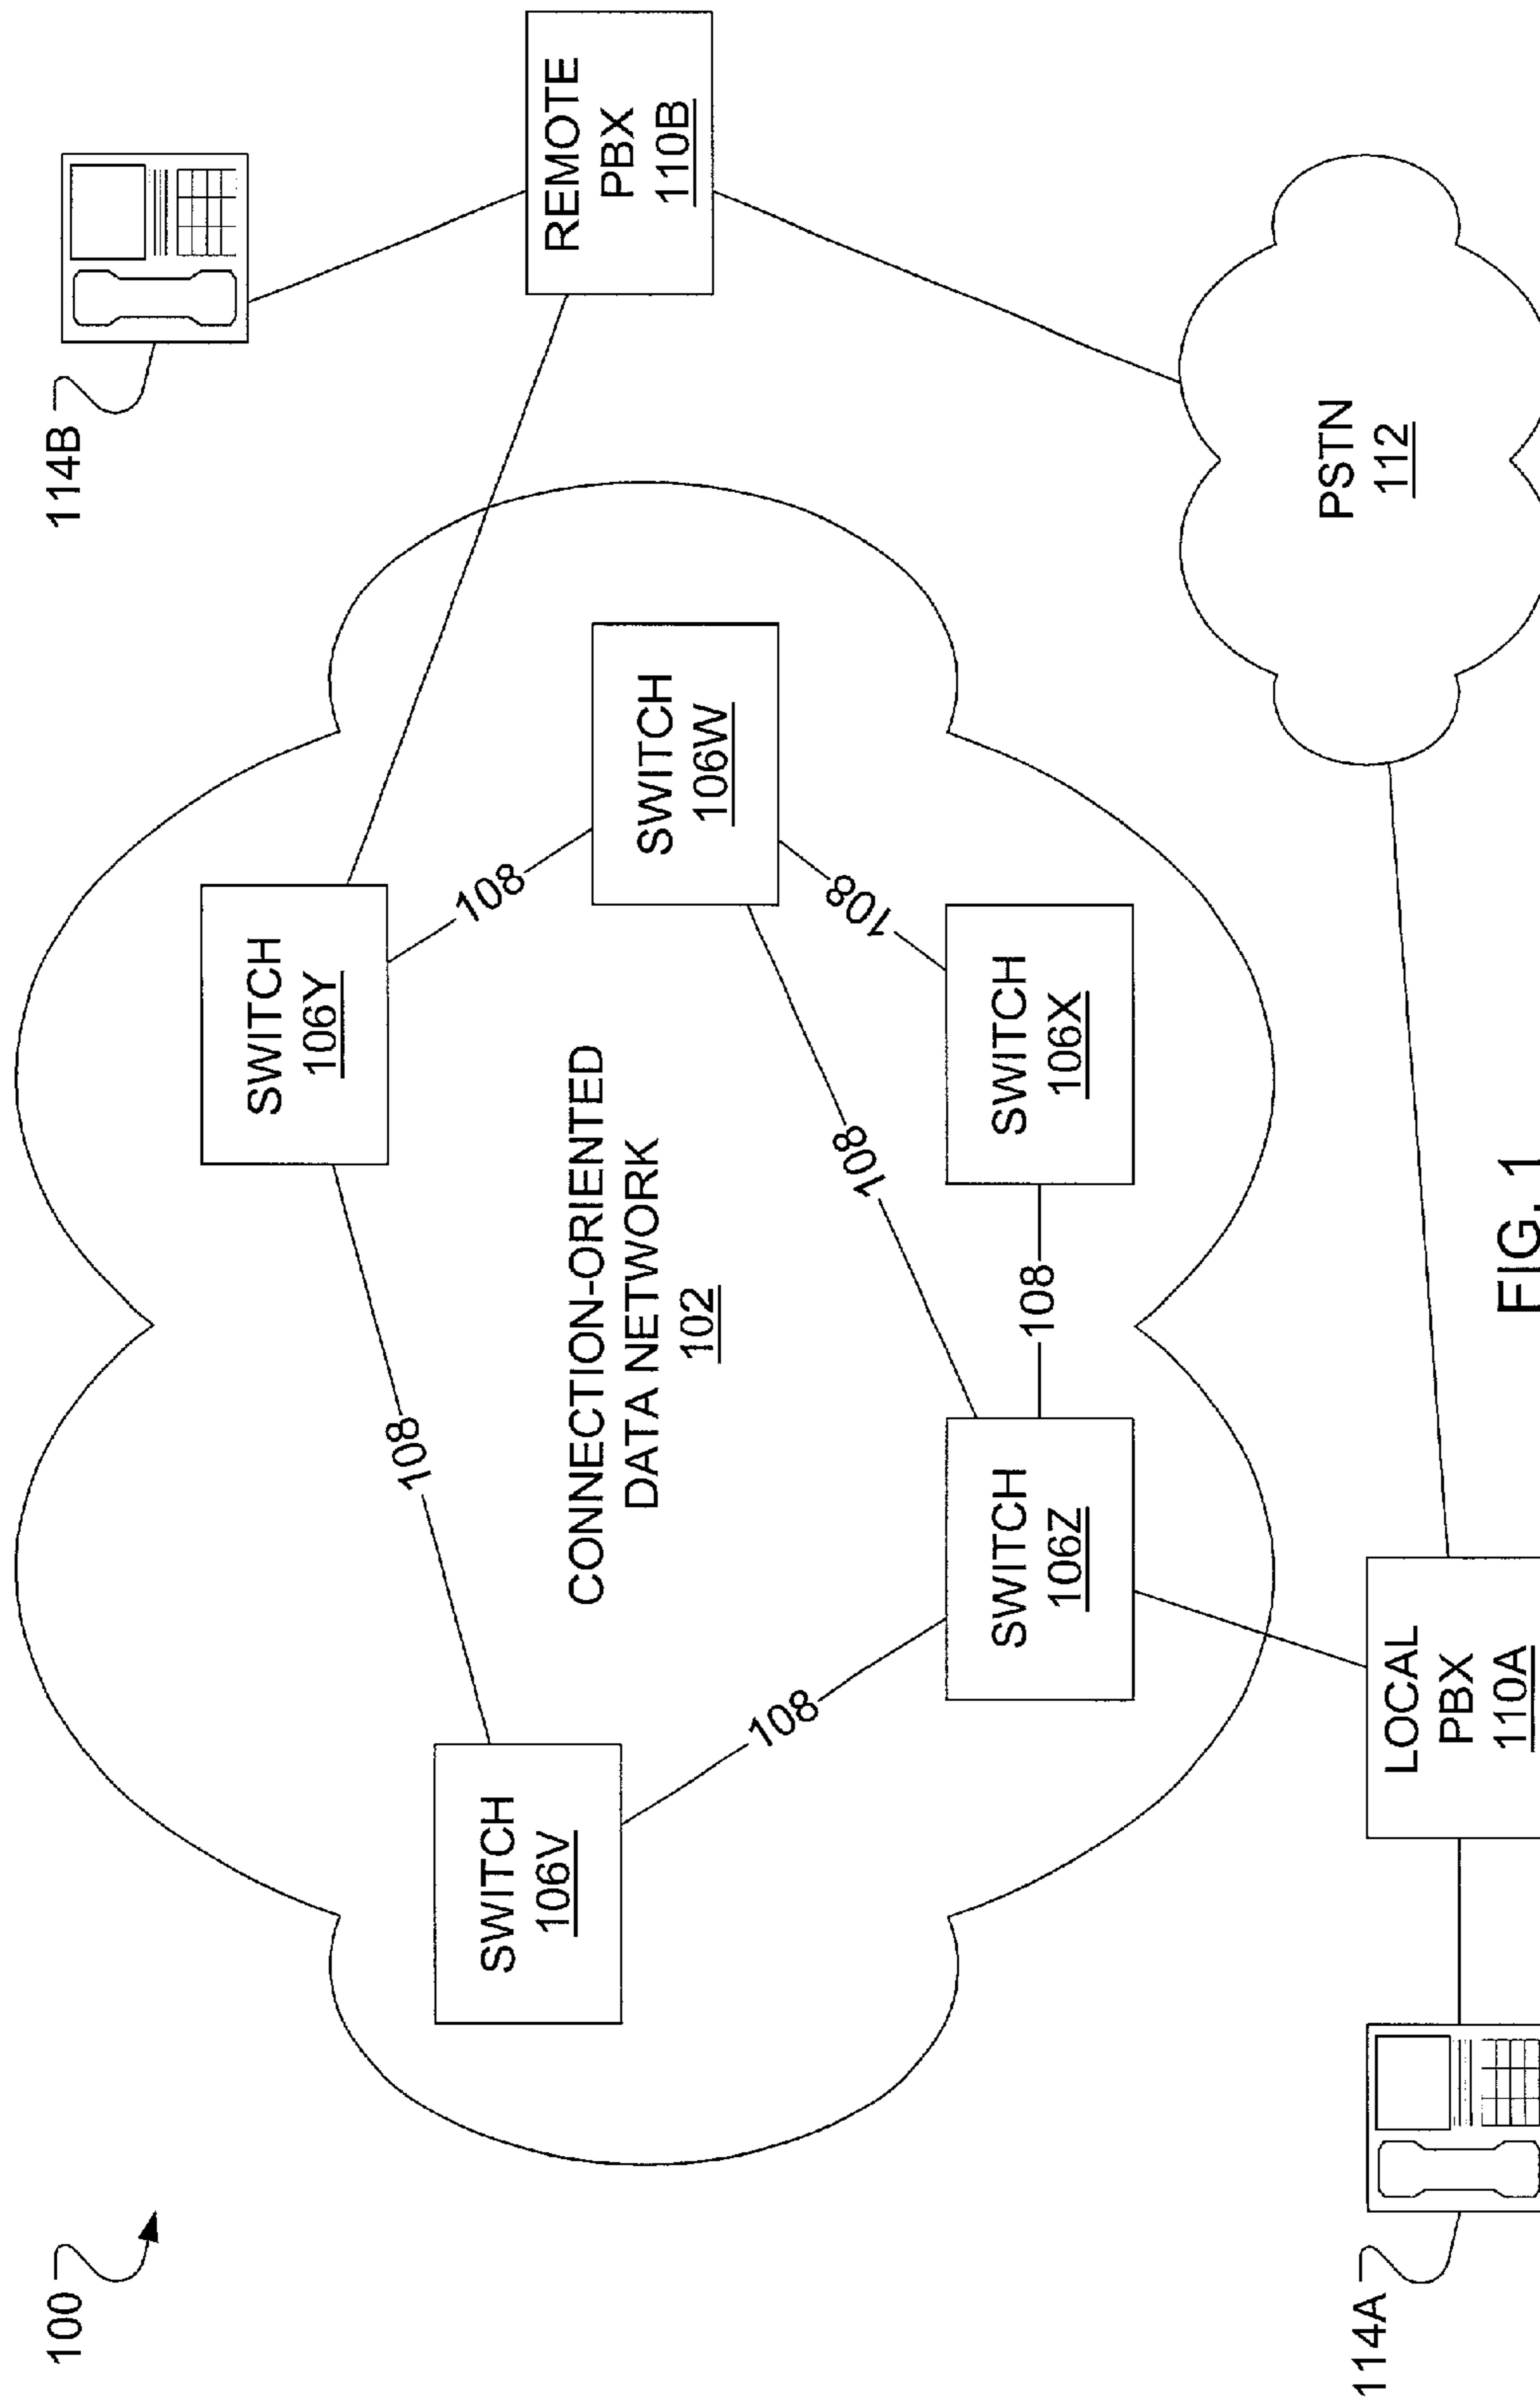 100
114B
SWITCH
106Y
REMOTE
PBX
110B
108
108
SWITCH
106V
CONNECTION-ORIENTED
DATA NETWORK
102
SWITCH
106W
108
108
108
SWITCH
106Z
108
SWITCH
106X
114A
LOCAL
PBX
110A
PSTN
112
FIG. 1